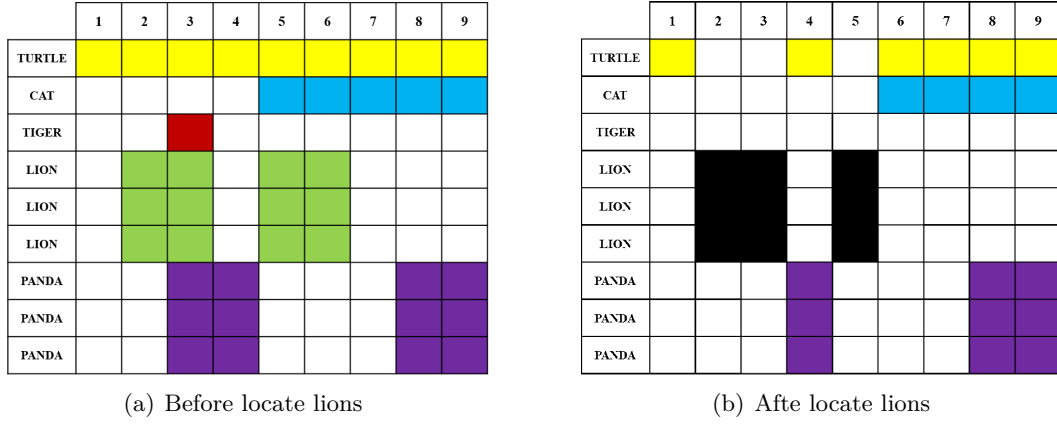 1 2 3 4 5 6 7 8 9
TURTLE
CAT
TIGER
LION
LION
LION
PANDA
PANDA
PANDA
(a) Before locate lions
1 2 3 4 5 6 7 8 9
TURTLE
CAT
TIGER
LION
LION
LION
PANDA
PANDA
PANDA
(b) Afte locate lions